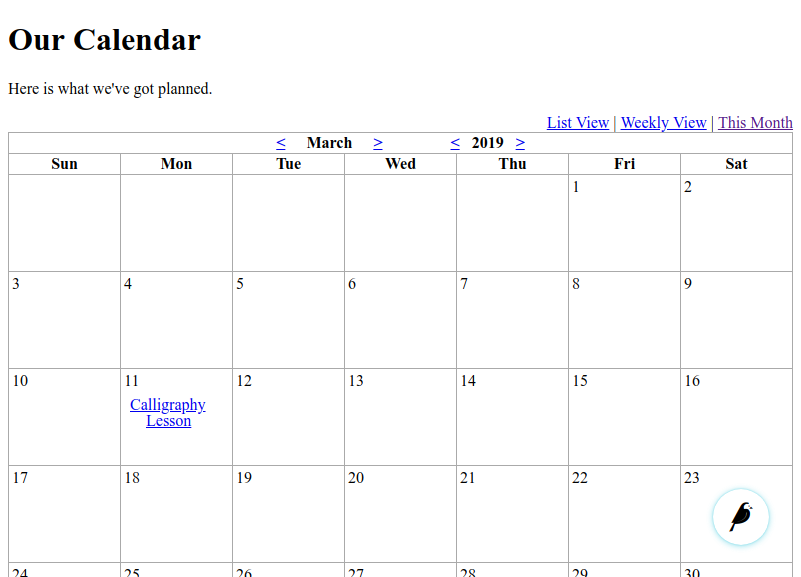 Our Calendar
Here is what we've got planned.
List View | Weekly View | This Month
< March > < 2019 >
Sun Mon Tue Wed Thu Fri Sat
1 2
3 4 5 6 7 8 9
10 11 12 13 14 15 16
Calligraphy
Lesson
17 18 19 20 21 22 23
24 25 26 27 28 29 30